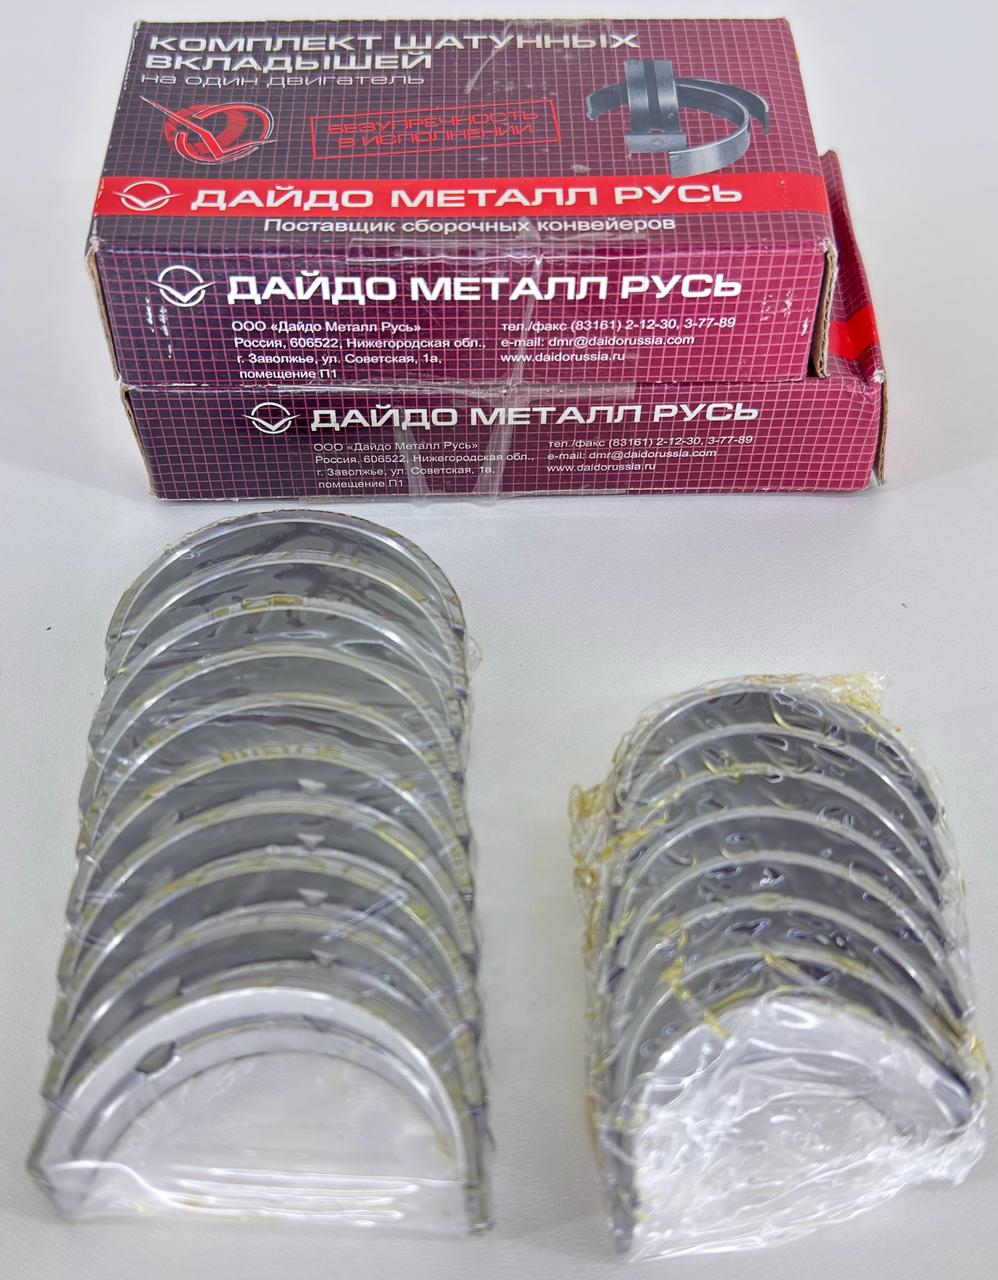 КОМПЛЕКТ ШАТУННЫХ
ВКЛАДЫШЕЙ
на один двигатель
БЕЗУПРЕЧНОСТЬ
В ИСПОЛНЕНИИ
ДАЙДО МЕТАЛЛ РУСЬ
Поставщик сборочных конвейеров
ДАЙДО МЕТАЛЛ РУСЬ
ООО «Дайдо Металл Русь»
Россия, 606522, Нижегородская обл.,
г. Заволжье, ул. Советская, 1а,
помещение П1
тел./факс (83161) 2-12-30, 3-77-89
e-mail: dmr@daidorussia.com
www.daidorussia.ru
ДАЙДО МЕТАЛЛ РУСЬ
ООО «Дайдо Металл Русь»
Россия, 606522, Нижегородская обл.,
г. Заволжье, ул. Советская, 1а,
помещение П1
тел./факс (83161) 2-12-30, 3-77-89
e-mail: dmr@daidorussia.com
www.daidorussia.ru